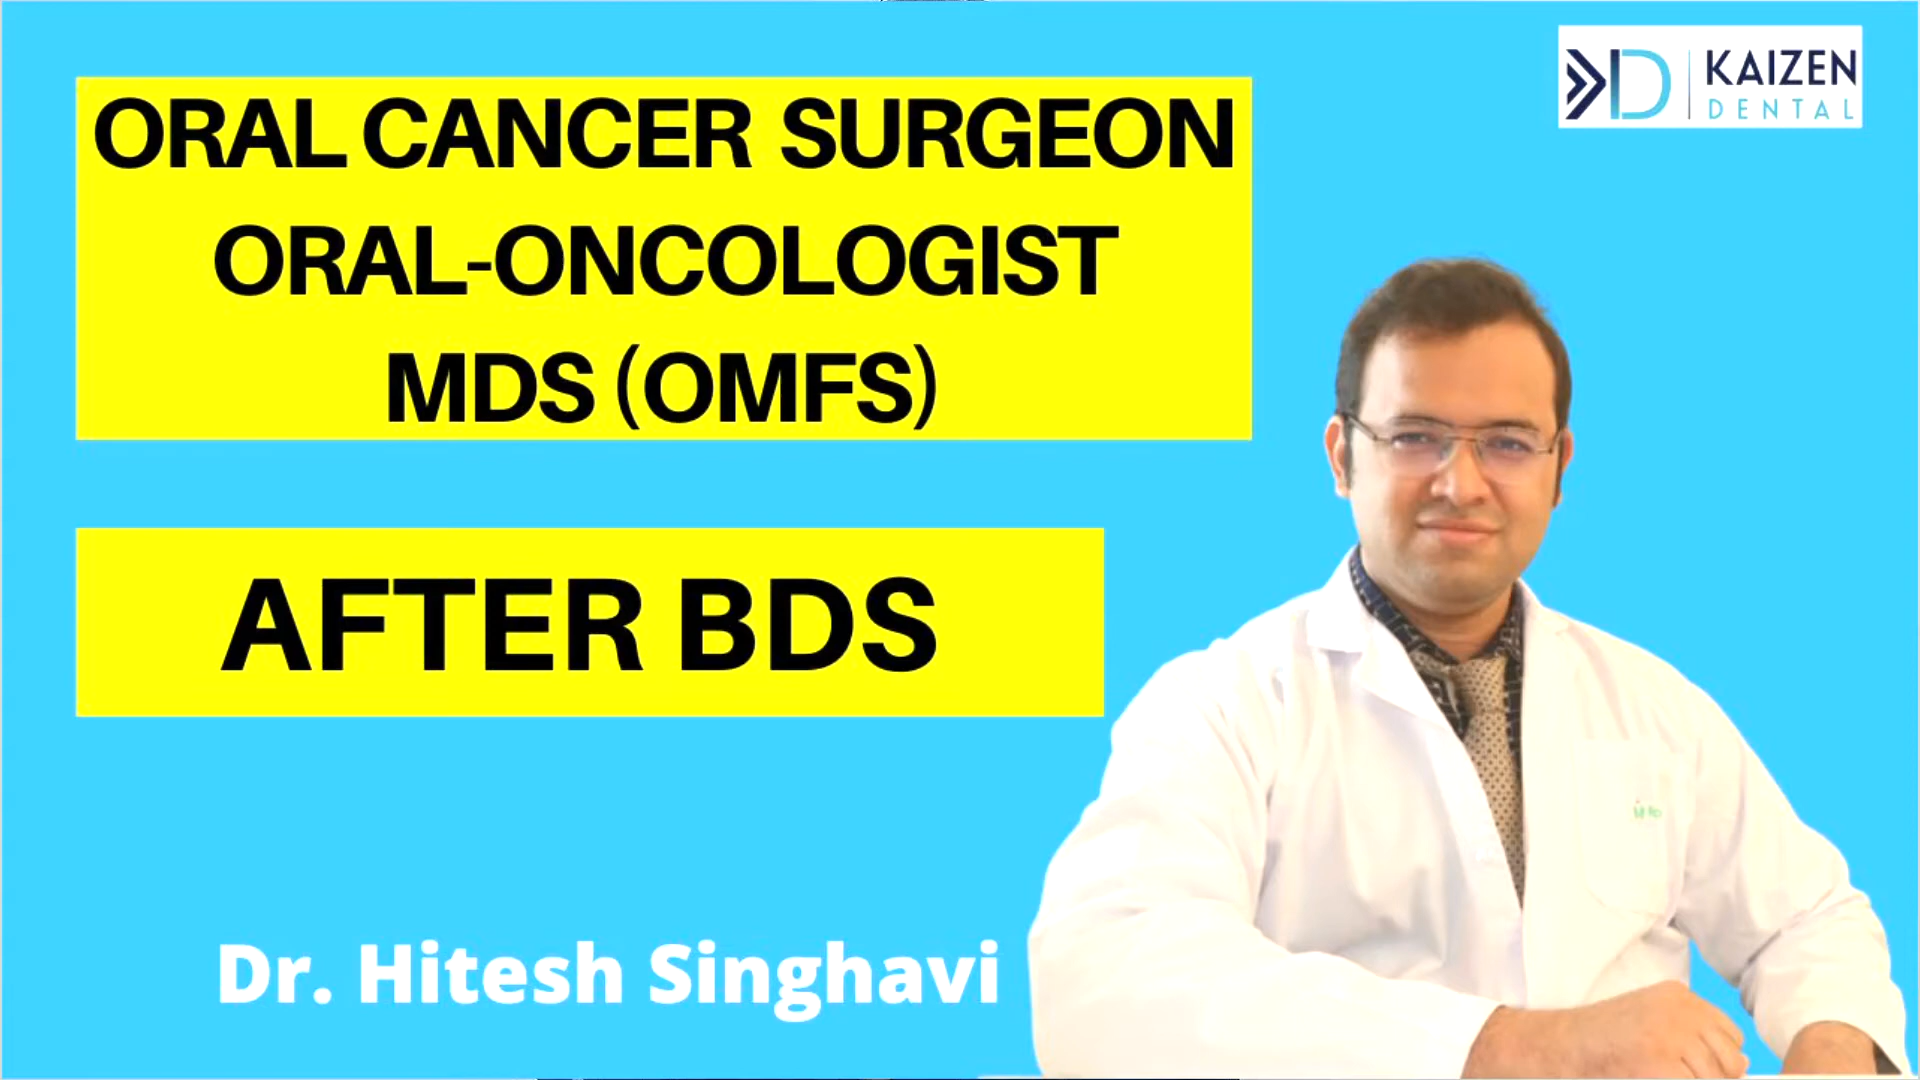 KAIZEN
DENTAL
ORAL CANCER SURGEON
ORAL-ONCOLOGIST
MDS (OMFS)
AFTER BDS
Dr. Hitesh Singhavi